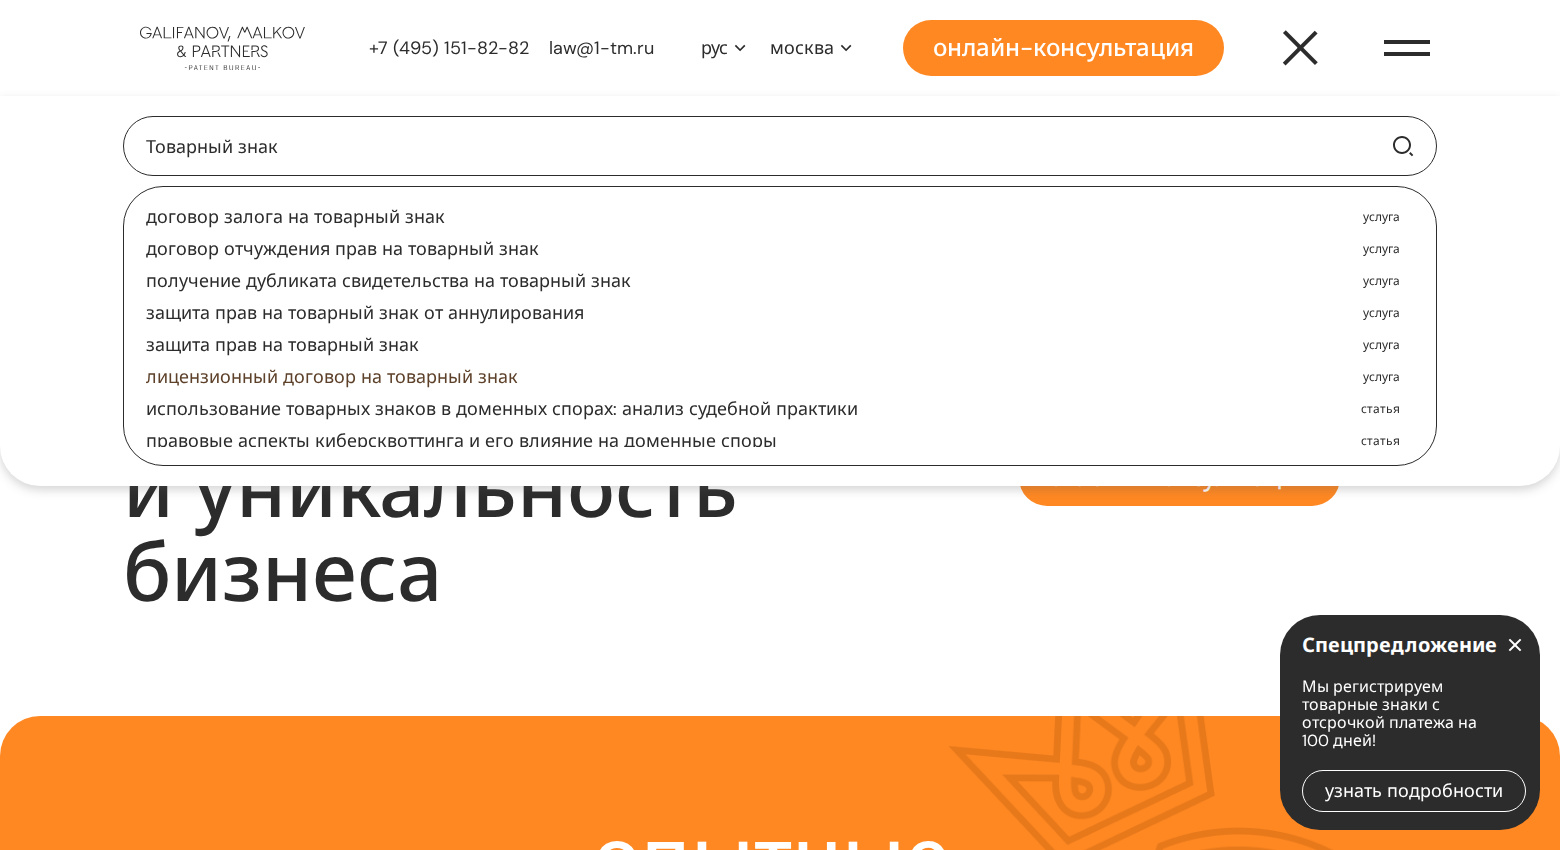 GALIFANOV, MALKOV
& PARTNERS
-PATENT BUREAU-
+7 (495) 151-82-82
law@1-tm.ru
рус
москва
онлайн-консультация
Товарный знак
договор залога на товарный знак услуга
договор отчуждения прав на товарный знак услуга
получение дубликата свидетельства на товарный знак услуга
защита прав на товарный знак от аннулирования услуга
защита прав на товарный знак услуга
лицензионный договор на товарный знак услуга
использование товарных знаков в доменных спорах: анализ судебной практики статья
правовые аспекты киберсквоттинга и его влияние на доменные споры статья
и уникальность
бизнеса
Спецпредложение
Мы регистрируем
товарные знаки с
отсрочкой платежа на
100 дней!
узнать подробности
опытные